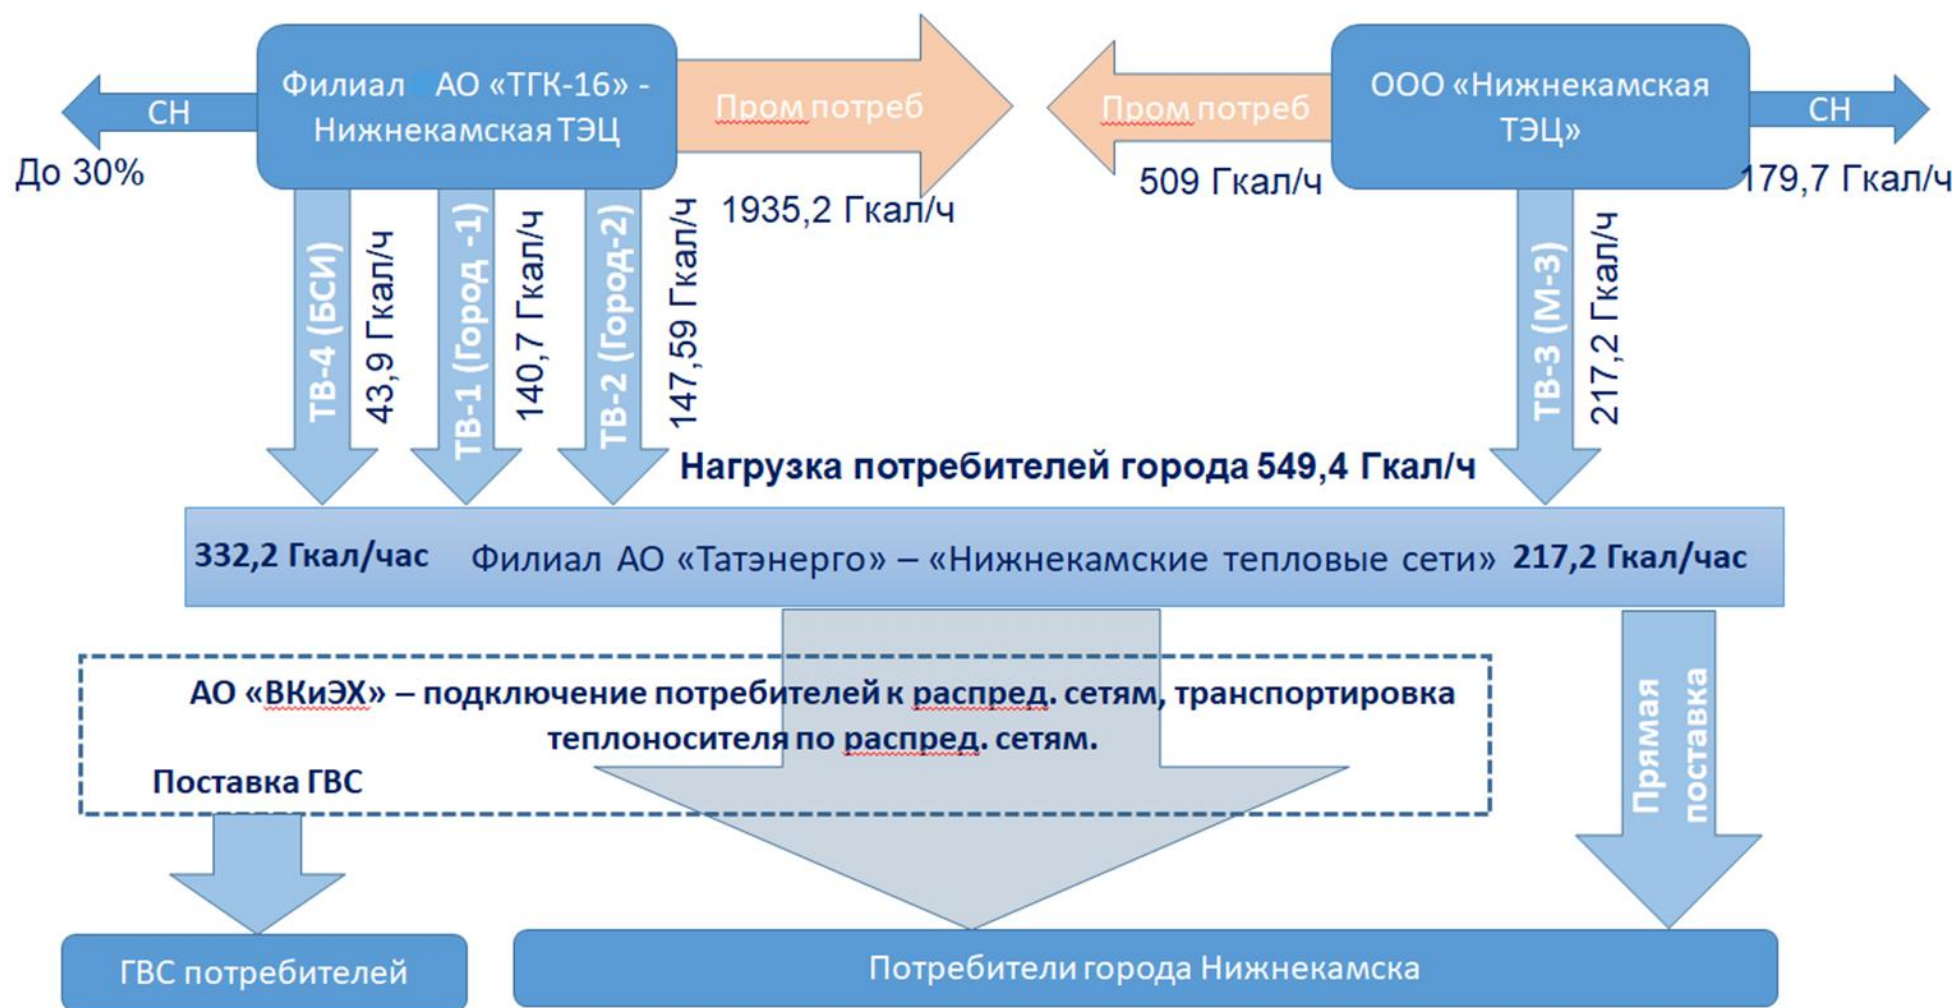 Филиал АО «ТГК-16» -
Нижнекамская ТЭЦ
ООО «Нижнекамская
ТЭЦ»
СН
Пром потреб
Пром потреб
СН
До 30%
1935,2 Гкал/ч
509 Гкал/ч
179,7 Гкал/ч
ТВ-4 (БСИ)
43,9 Гкал/ч
ТВ-1 (Город -1)
140,7 Гкал/ч
ТВ-2 (Город-2)
147,59 Гкал/ч
ТВ-3 (М-3)
217,2 Гкал/ч
Нагрузка потребителей города 549,4 Гкал/ч
332,2 Гкал/час Филиал АО «Татэнерго» – «Нижнекамские тепловые сети» 217,2 Гкал/час
АО «ВКиЭХ» – подключение потребителей к распред. сетям, транспортировка
теплоносителя по распред. сетям.
Поставка ГВС
Прямая
поставка
ГВС потребителей
Потребители города Нижнекамска